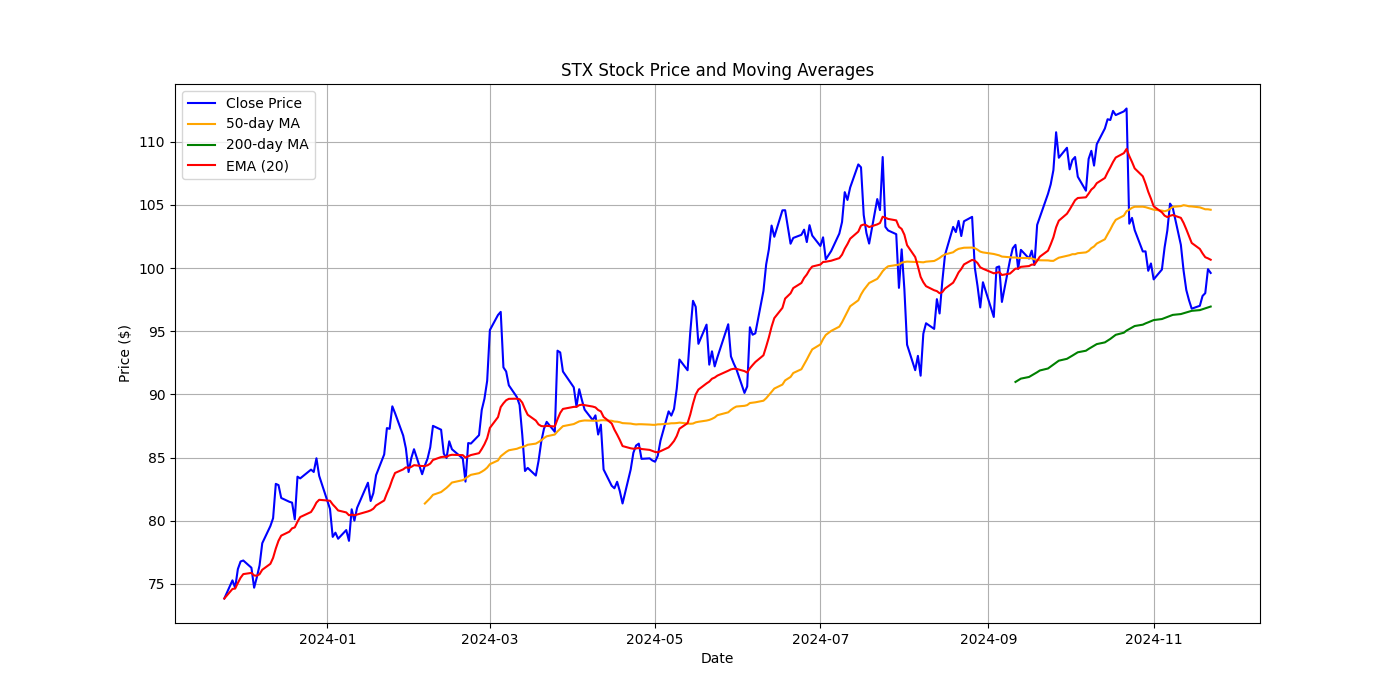 STX Stock Price and Moving Averages
Close Price
50-day MA
200-day MA
EMA (20)
110
105
100
95
90
85
80
75
Price ($)
2024-01 2024-03 2024-05 2024-07 2024-09 2024-11
Date